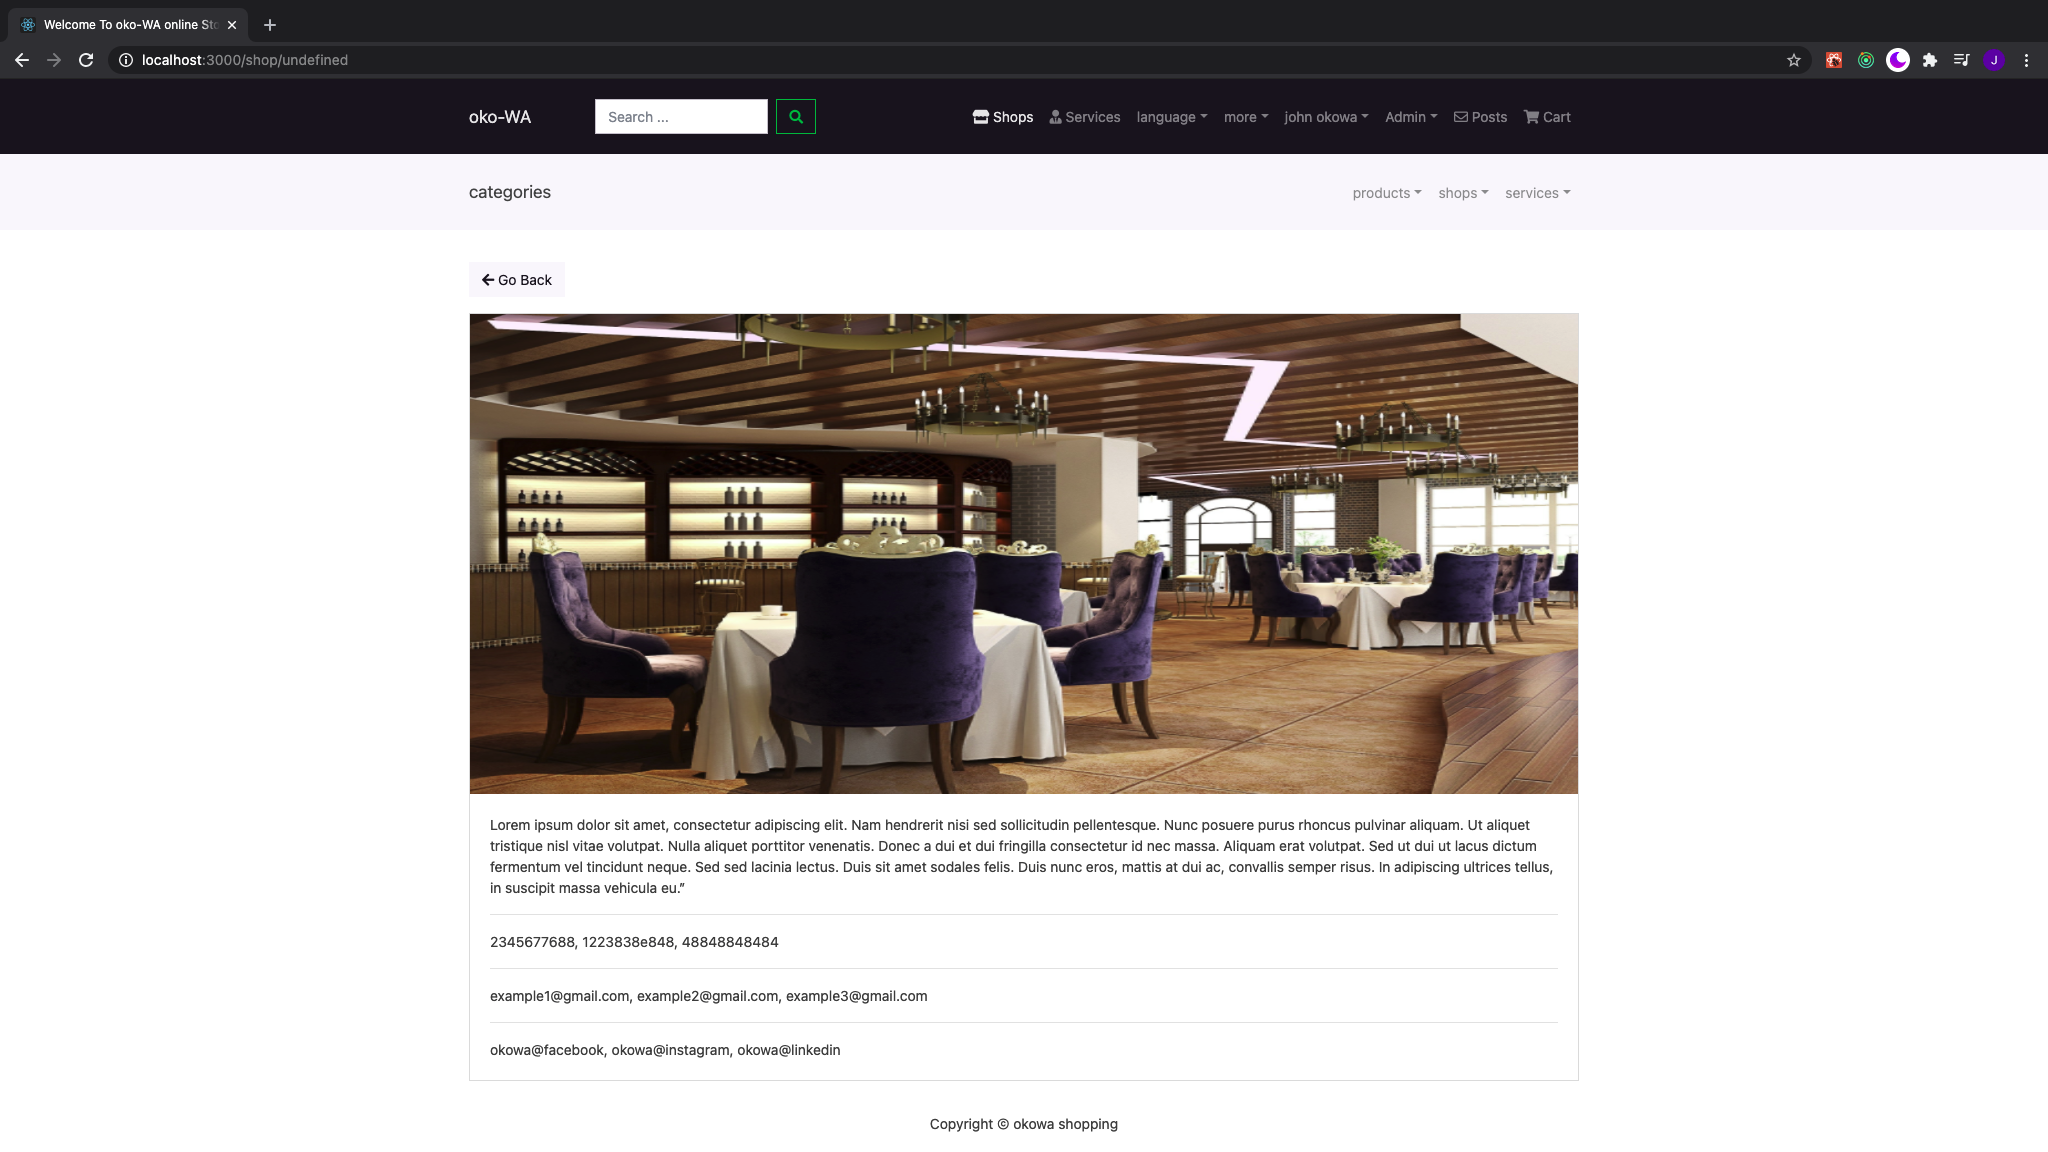 Welcome To oko-WA online Sto
localhost:3000/shop/undefined
J
oko-WA
Search ...
Shops
Services
language
more
john okowa
Admin
Posts
Cart
categories
products
shops
services
Go Back
Lorem ipsum dolor sit amet, consectetur adipiscing elit. Nam hendrerit nisi sed sollicitudin pellentesque. Nunc posuere purus rhoncus pulvinar aliquam. Ut aliquet
tristique nisl vitae volutpat. Nulla aliquet porttitor venenatis. Donec a dui et dui fringilla consectetur id nec massa. Aliquam erat volutpat. Sed ut dui ut lacus dictum
fermentum vel tincidunt neque. Sed sed lacinia lectus. Duis sit amet sodales felis. Duis nunc eros, mattis at dui ac, convallis semper risus. In adipiscing ultrices tellus,
in suscipit massa vehicula eu.”
2345677688, 1223838e848, 48848848484
example1@gmail.com, example2@gmail.com, example3@gmail.com
okowa@facebook, okowa@instagram, okowa@linkedin
Copyright © okowa shopping